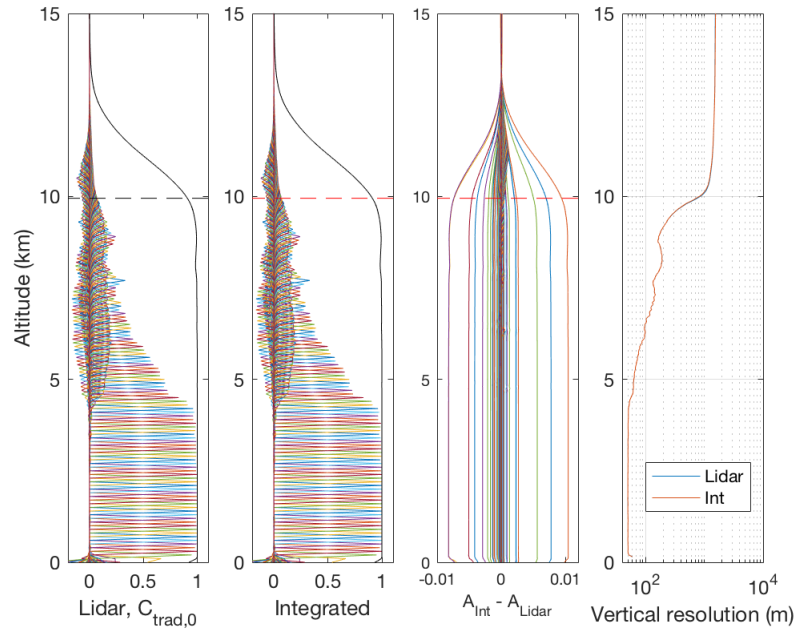 15
10
5
0
Altitude (km)
0 0.5 1
Lidar, C_trad,0
15
10
5
0
0 0.5 1
Integrated
15
10
5
0
-0.01 0 0.01
A_Int - A_Lidar
15
10
5
0
10^2 10^4
Vertical resolution (m)
Lidar
Int